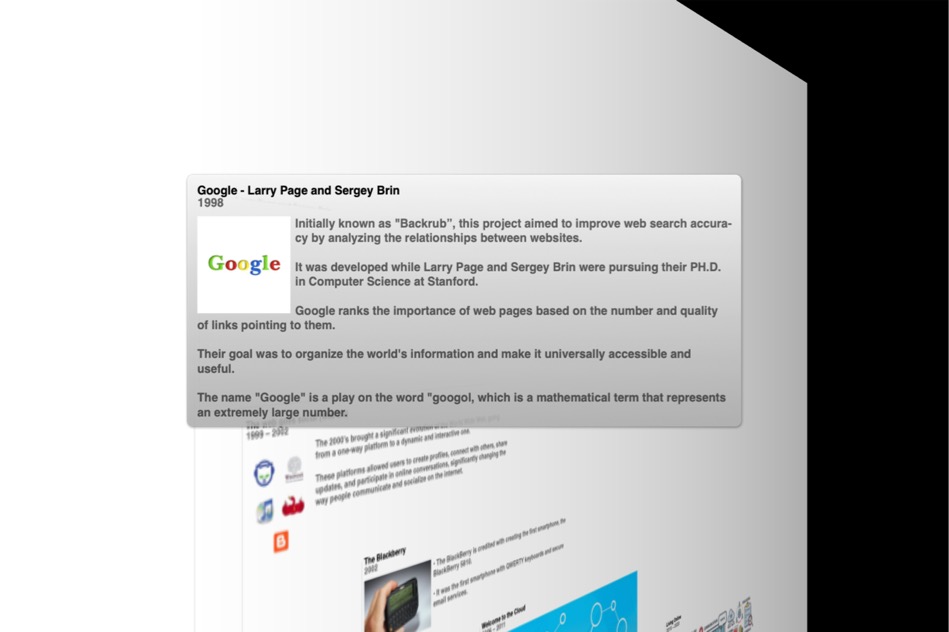 Google - Larry Page and Sergey Brin
1998
Google
Initially known as "Backrub", this project aimed to improve web search accura-
cy by analyzing the relationships between websites.
It was developed while Larry Page and Sergey Brin were pursuing their PH.D.
in Computer Science at Stanford.
Google ranks the importance of web pages based on the number and quality
of links pointing to them.
Their goal was to organize the world's information and make it universally accessible and
useful.
The name "Google" is a play on the word "googol, which is a mathematical term that represents
an extremely large number.
1999 – 2002
The 2000's brought a significant
from a one-way platform to a dynamic and interactive one.
These platforms allowed users to create profiles, connect with others, share
updates, and participate in online conversations, significantly changing the
way people communicate and socialize on the internet.
The Blackberry
2002
- The BlackBerry is credited with creating the first smartphone, the
BlackBerry 5810.
- It was the first smartphone with QWERTY keyboards and secure
email services.
Welcome to the Cloud
2011
Living Online